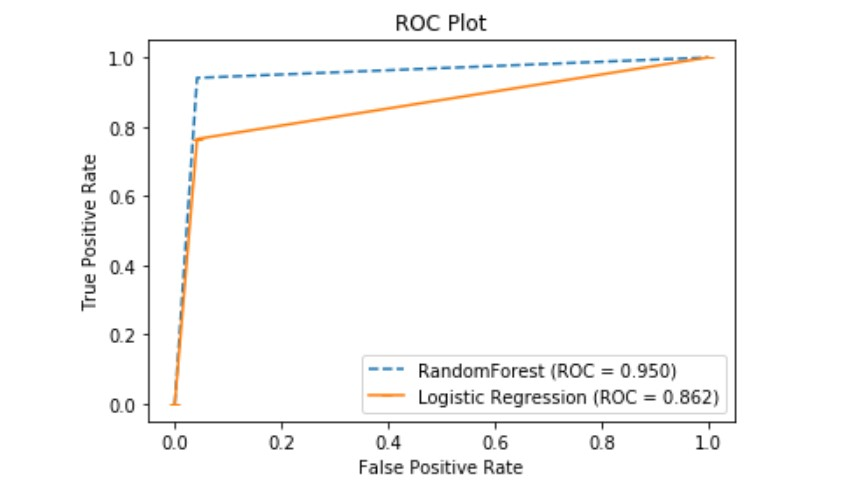 ROC Plot
1.0
0.8
0.6
0.4
0.2
0.0
True Positive Rate
RandomForest (ROC = 0.950)
Logistic Regression (ROC = 0.862)
0.0 0.2 0.4 0.6 0.8 1.0
False Positive Rate